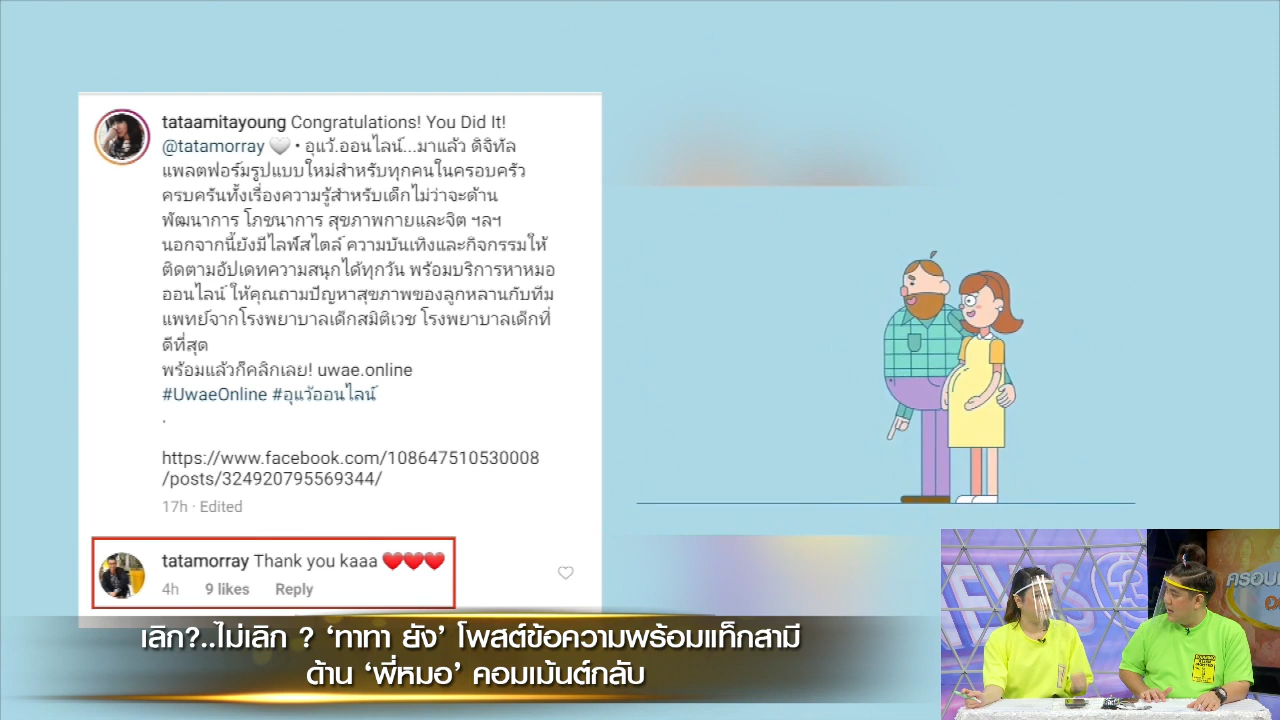 tataamitayoung Congratulations! You Did It!
@tatamorray 🤍 • อุแว้.ออนไลน์...มาแล้ว ดิจิทัล
แพลตฟอร์มรูปแบบใหม่สำหรับทุกคนในครอบครัว
ครบครันทั้งเรื่องความรู้สำหรับเด็กไม่ว่าจะด้าน
พัฒนาการ โภชนาการ สุขภาพกายและจิต ฯลฯ
นอกจากนี้ยังมีไลฟ์สไตล์ ความบันเทิงและกิจกรรมให้
ติดตามอัปเดทความสนุกได้ทุกวัน พร้อมบริการหาหมอ
ออนไลน์ ให้คุณถามปัญหาสุขภาพของลูกหลานกับทีม
แพทย์จากโรงพยาบาลเด็กสมิติเวช โรงพยาบาลเด็กที่
ดีที่สุด
พร้อมแล้วก็คลิกเลย! uwae.online
#UwaeOnline #อุแว้ออนไลน์
.
https://www.facebook.com/108647510530008
/posts/324920795569344/
17h · Edited
tatamorray Thank you kaaa ❤️❤️❤️
4h 9 likes Reply
เลิก?..ไม่เลิก ? ‘ทาทา ยัง’ โพสต์ข้อความพร้อมแท็กสามี
ด้าน ‘พี่หมอ’ คอมเม้นต์กลับ